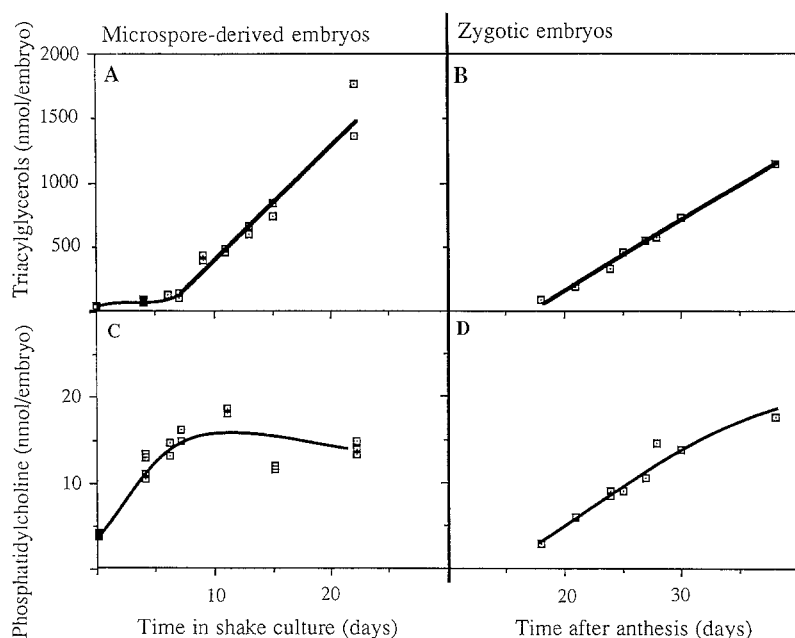 Microspore-derived embryos
Zygotic embryos
Triacylglycerols (nmol/embryo)
2000
1500
1000
500
A
B
Phosphatidylcholine (nmol/embryo)
20
10
C
D
10
20
20
30
Time in shake culture (days)
Time after anthesis (days)